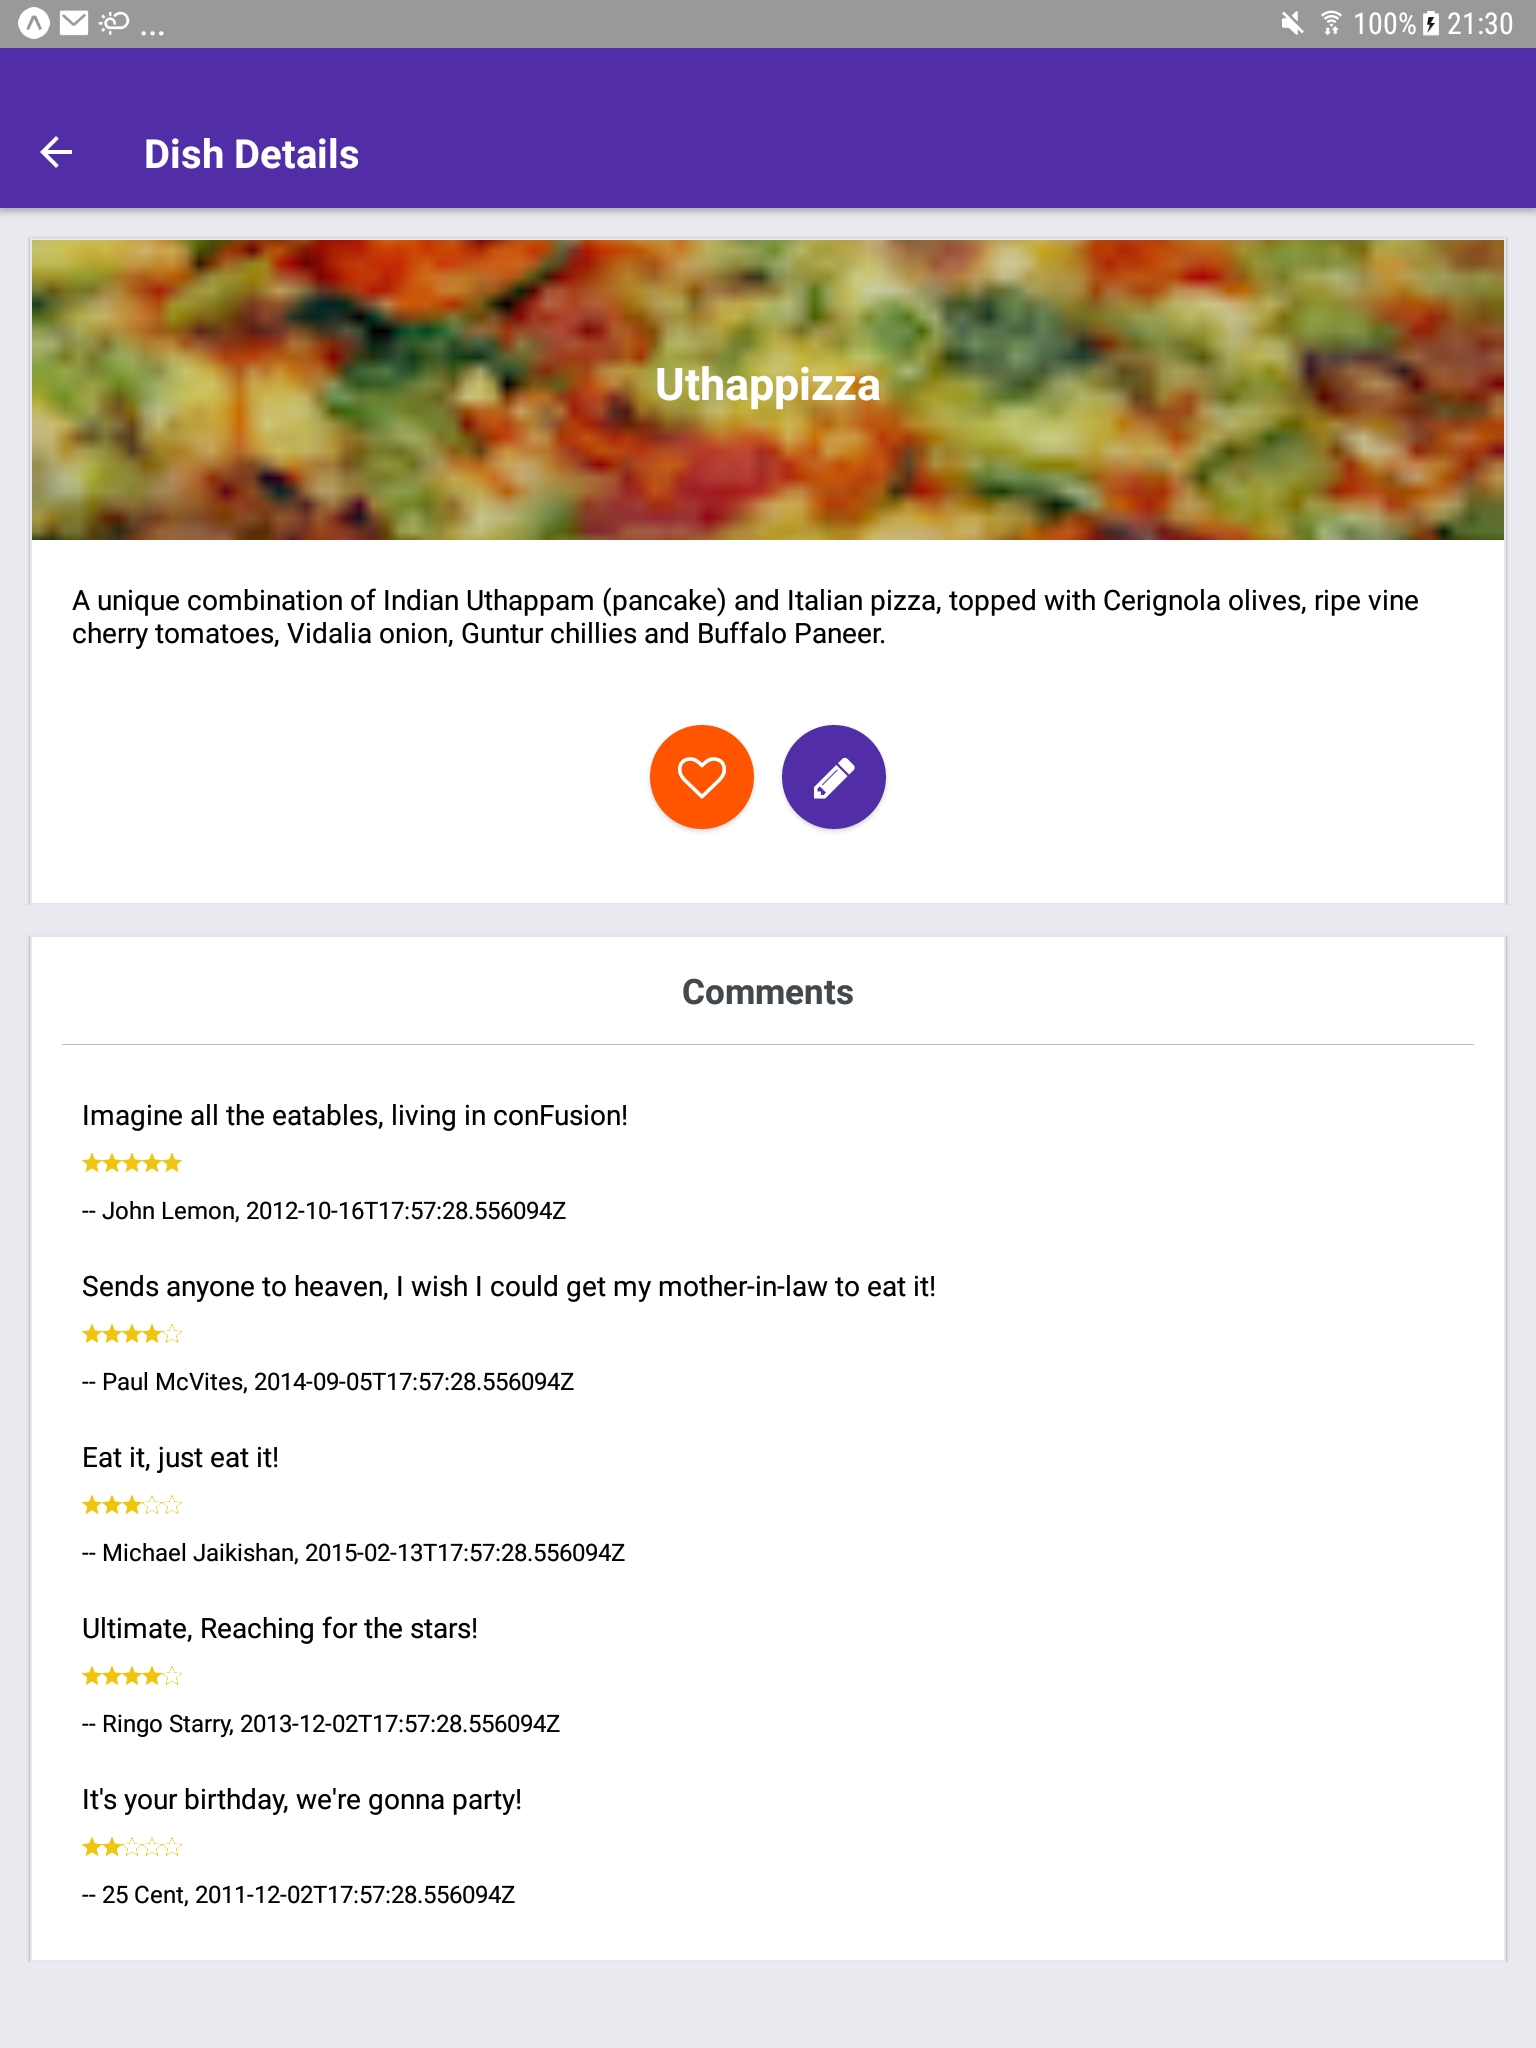 ... 100% 21:30
Dish Details
Uthappizza
A unique combination of Indian Uthappam (pancake) and Italian pizza, topped with Cerignola olives, ripe vine
cherry tomatoes, Vidalia onion, Guntur chillies and Buffalo Paneer.
Comments
Imagine all the eatables, living in conFusion!
-- John Lemon, 2012-10-16T17:57:28.556094Z
Sends anyone to heaven, I wish I could get my mother-in-law to eat it!
-- Paul McVites, 2014-09-05T17:57:28.556094Z
Eat it, just eat it!
-- Michael Jaikishan, 2015-02-13T17:57:28.556094Z
Ultimate, Reaching for the stars!
-- Ringo Starry, 2013-12-02T17:57:28.556094Z
It's your birthday, we're gonna party!
-- 25 Cent, 2011-12-02T17:57:28.556094Z